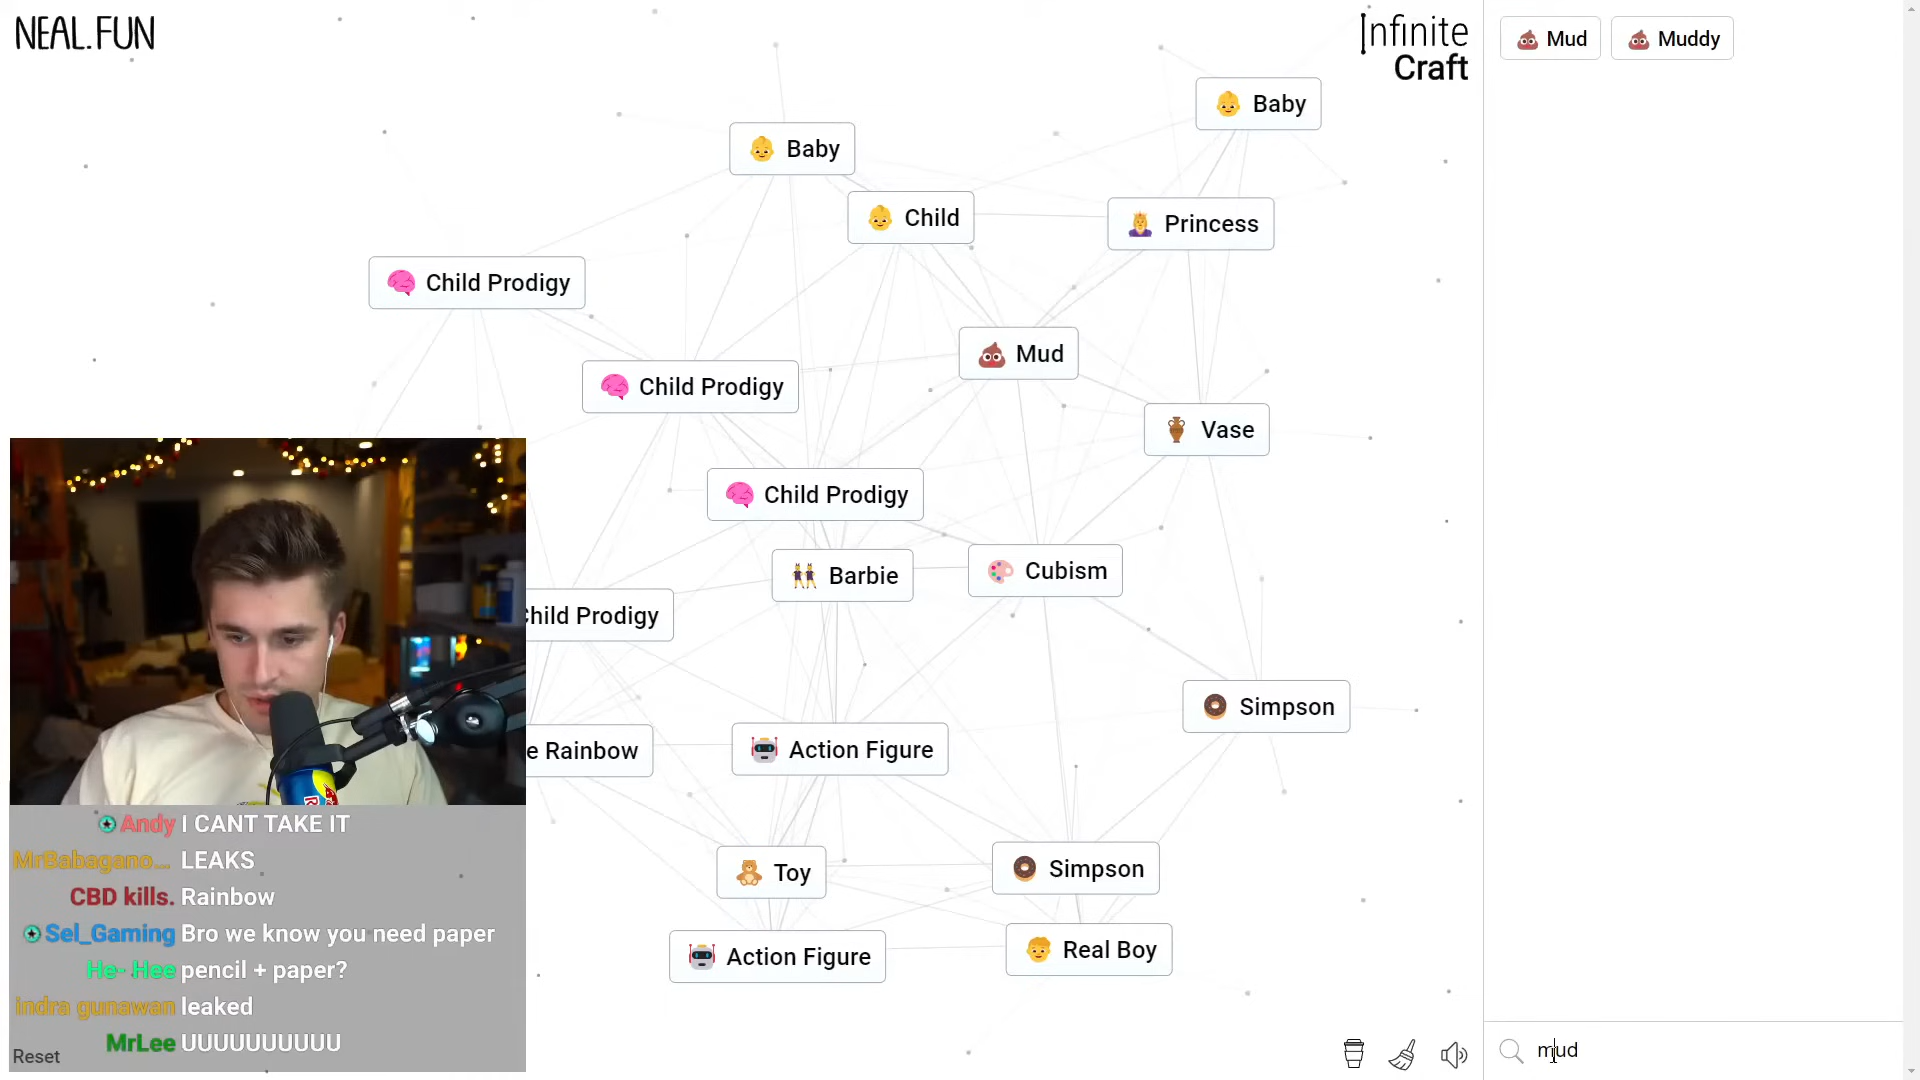 NEAL.FUN
Infinite
Craft
Mud
Muddy
Baby
Baby
Child
Princess
Child Prodigy
Mud
Child Prodigy
Vase
Child Prodigy
Barbie
Cubism
Child Prodigy
Simpson
e Rainbow
Action Figure
Toy
Simpson
Action Figure
Real Boy
Andy I CANT TAKE IT
MrBabagano... LEAKS
CBD kills. Rainbow
Sel_Gaming Bro we know you need paper
He- Hee pencil + paper?
indra gunawan leaked
MrLee UUUUUUUUUU
Reset
mud